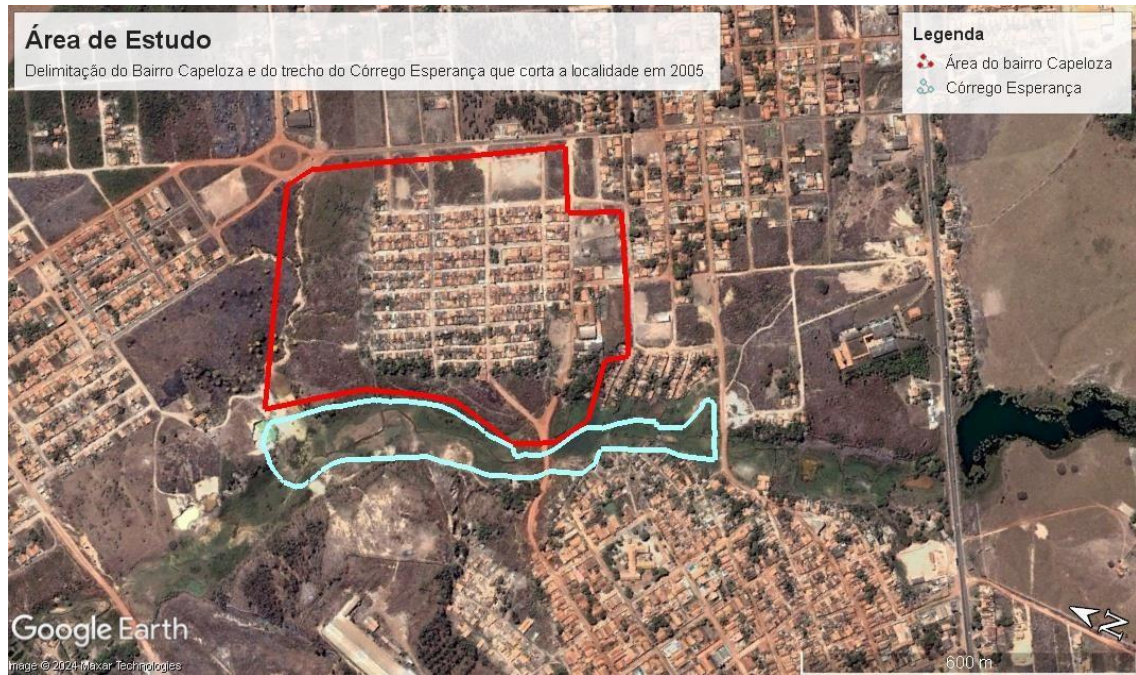 Área de Estudo
Delimitação do Bairro Capeloza e do trecho do Córrego Esperança que corta a localidade em 2005
Legenda
Área do bairro Capeloza
Córrego Esperança
Google Earth
Image © 2024 Maxar Technologies
N
600 m